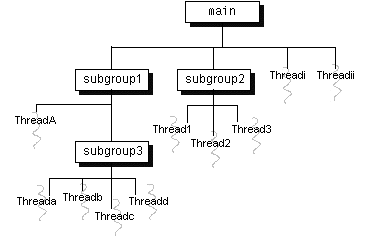 main
subgroup1
subgroup2
Threadi
Threadii
ThreadA
Thread1
Thread2
Thread3
subgroup3
Threada
Threadb
Threadc
Threadd